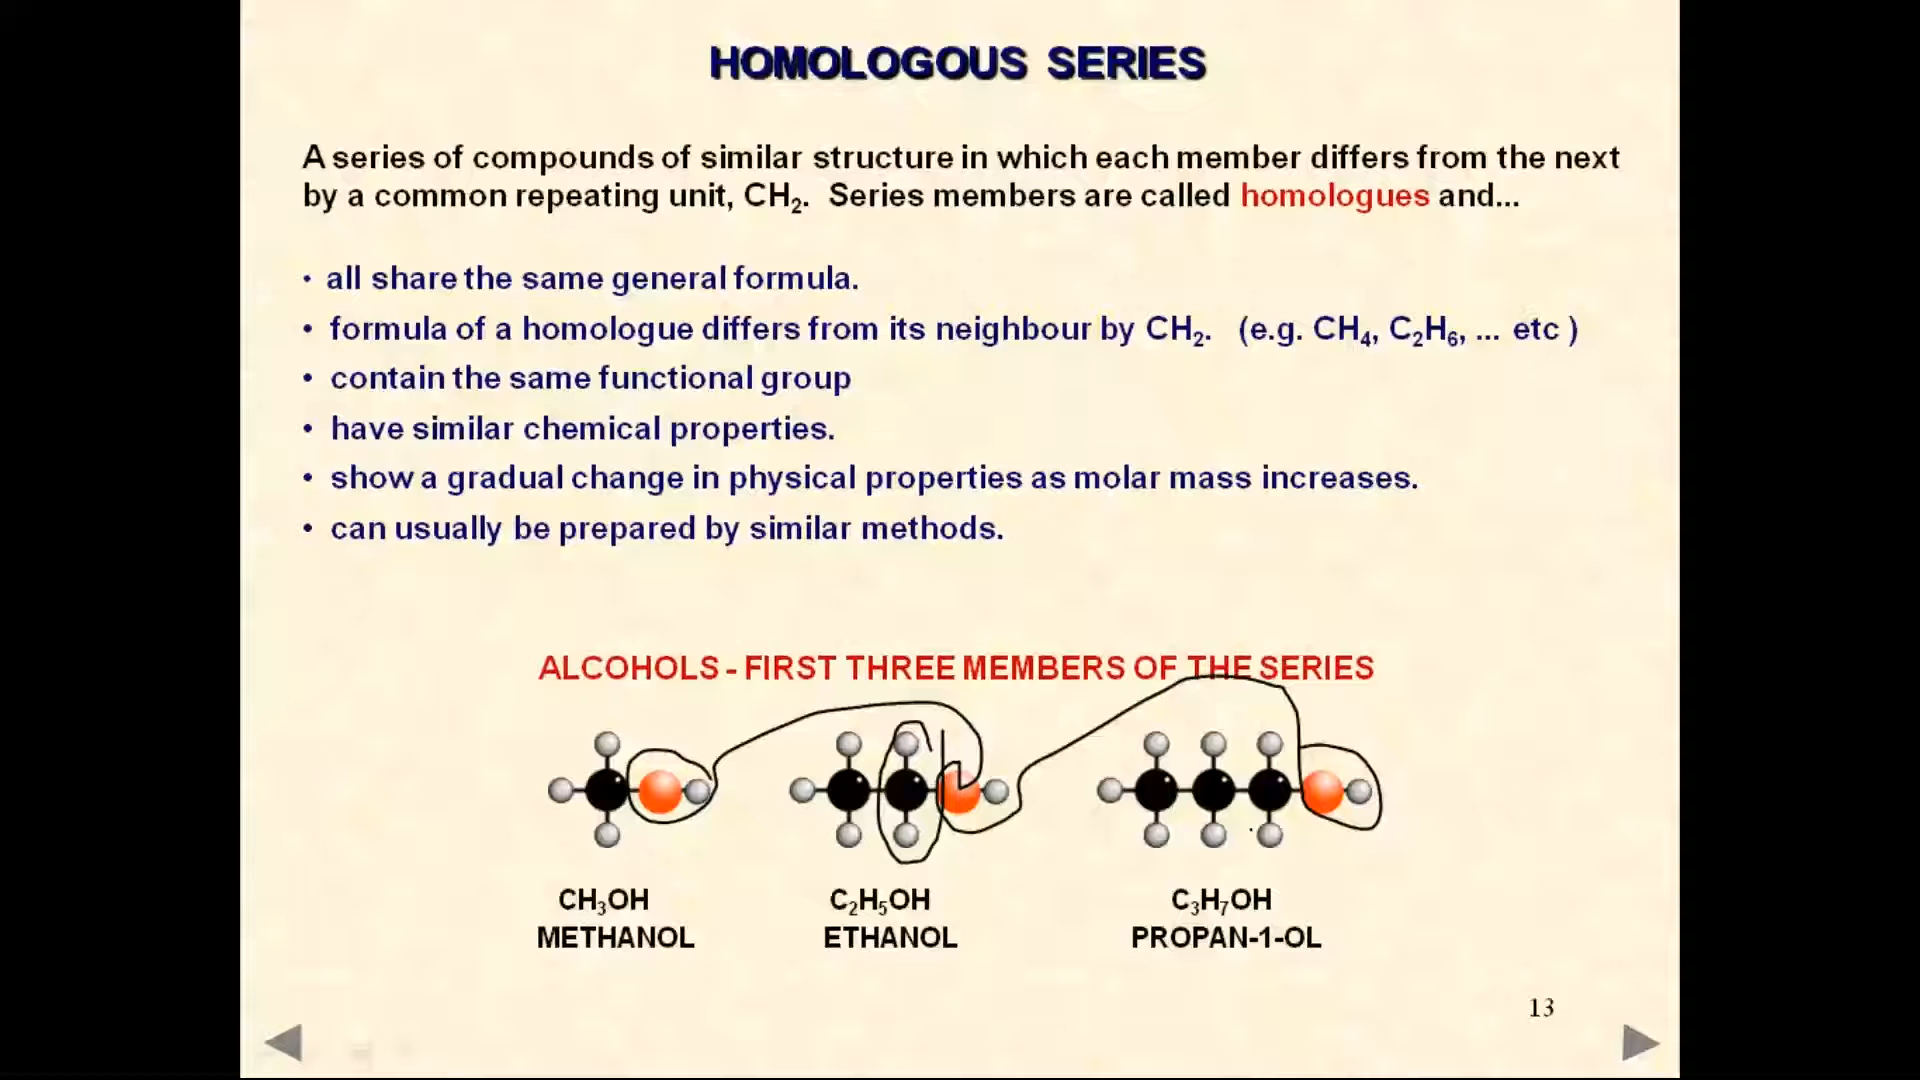 HOMOLOGOUS SERIES
A series of compounds of similar structure in which each member differs from the next
by a common repeating unit, CH₂. Series members are called homologues and...
• all share the same general formula.
• formula of a homologue differs from its neighbour by CH₂. (e.g. CH₄, C₂H₆, ... etc )
• contain the same functional group
• have similar chemical properties.
• show a gradual change in physical properties as molar mass increases.
• can usually be prepared by similar methods.
ALCOHOLS - FIRST THREE MEMBERS OF THE SERIES
CH₃OH C₂H₅OH C₃H₇OH
METHANOL ETHANOL PROPAN-1-OL
13